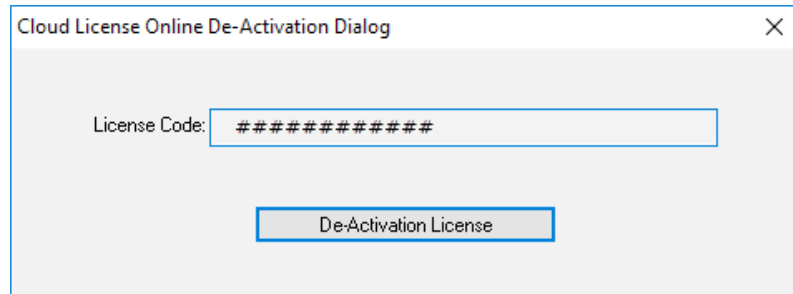 Cloud License Online De-Activation Dialog
License Code: ############
De-Activation License